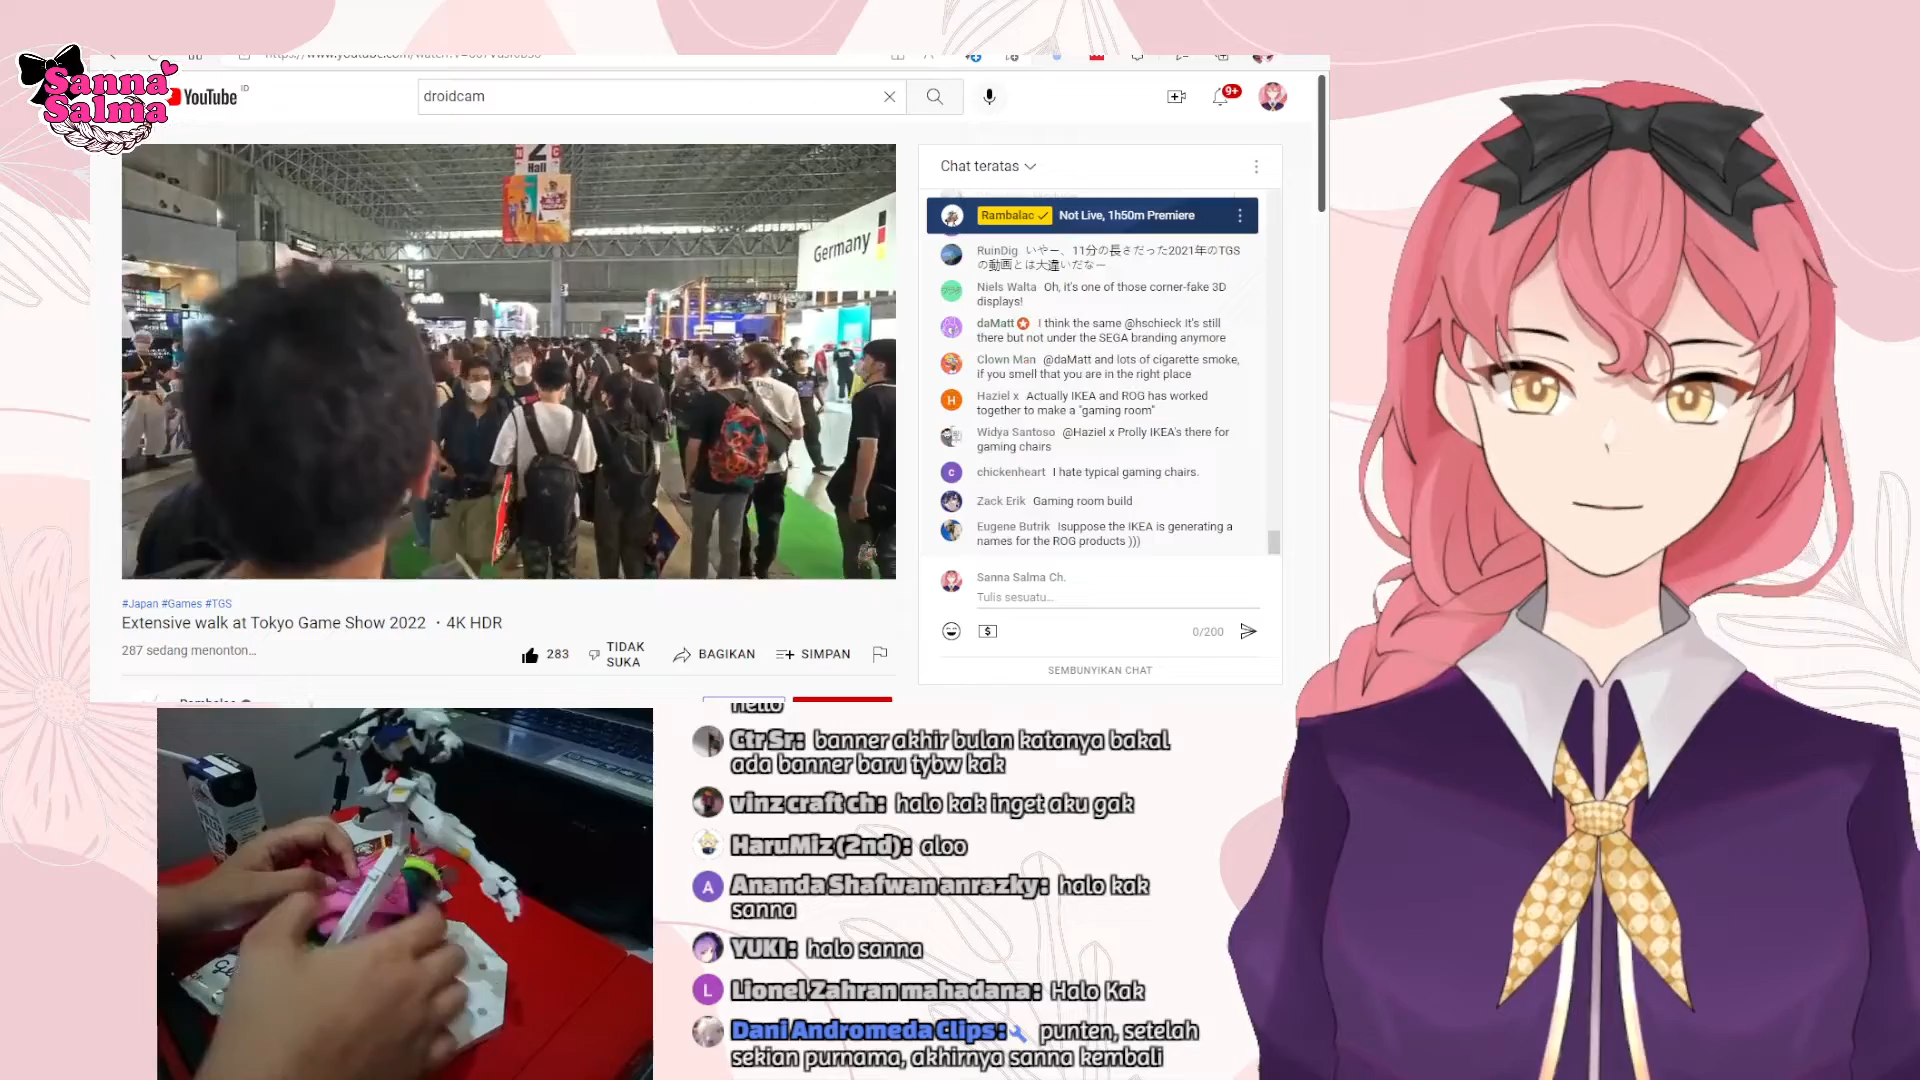 Sanna
Salma
YouTube ID
droidcam
9+
2
Hall
Germany
#Japan #Games #TGS
Extensive walk at Tokyo Game Show 2022 ・4K HDR
287 sedang menonton...
283
TIDAK
SUKA
BAGIKAN
SIMPAN
Chat teratas
Rambalac Not Live, 1h50m Premiere
RuinDig いやー、11分の長さだった2021年のTGS
の動画とは大違いだなー
Niels Walta Oh, it's one of those corner-fake 3D
displays!
daMatt I think the same @hschieck It's still
there but not under the SEGA branding anymore
Clown Man @daMatt and lots of cigarette smoke,
if you smell that you are in the right place
H
Haziel x Actually IKEA and ROG has worked
together to make a "gaming room"
Widya Santoso @Haziel x Prolly IKEA's there for
gaming chairs
c
chickenheart I hate typical gaming chairs.
Zack Erik Gaming room build
Eugene Butrik Isuppose the IKEA is generating a
names for the ROG products )))
Sanna Salma Ch.
Tulis sesuatu...
0/200
SEMBUNYIKAN CHAT
hello
Ctr Sr: banner akhir bulan katanya bakal
ada banner baru tybw kak
vinz craft ch: halo kak inget aku gak
HaruMiz (2nd): aloo
A
Ananda Shafwan anrazky: halo kak
sanna
YUKI: halo sanna
L
Lionel Zahran mahadana: Halo Kak
Dani Andromeda Clips: punten, setelah
sekian purnama, akhirnya sanna kembali